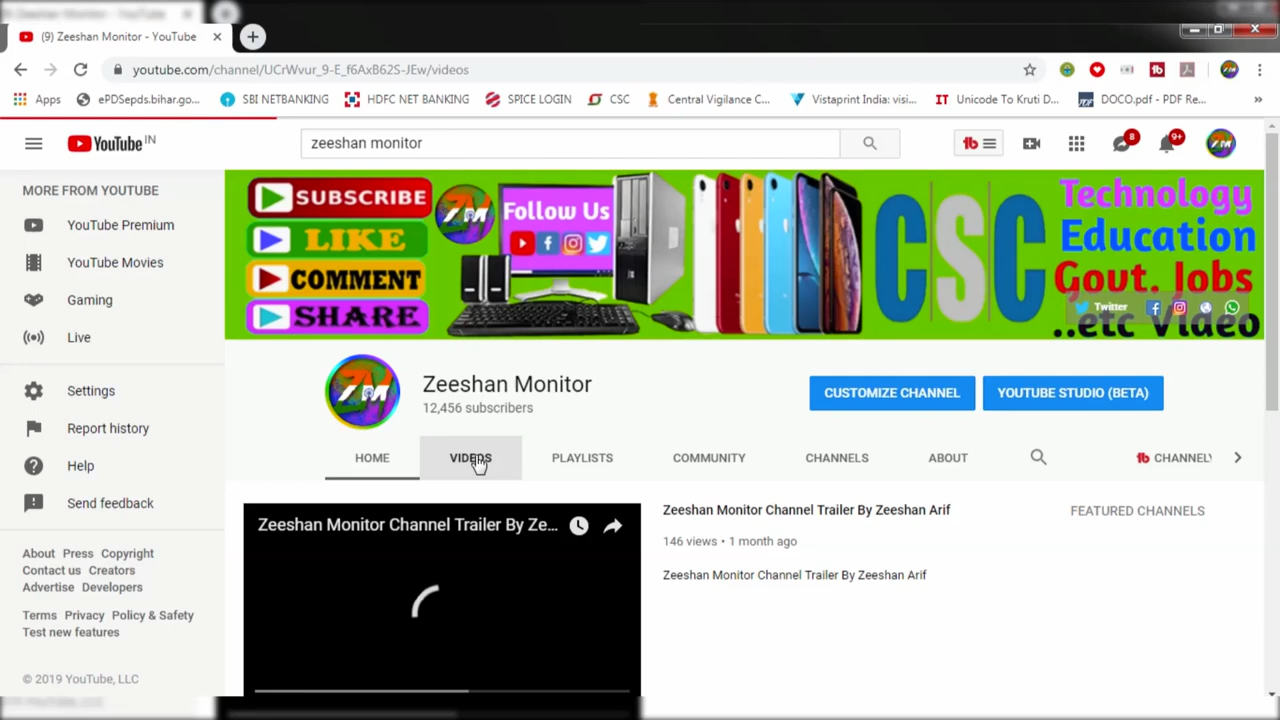 (9) Zeeshan Monitor - YouTube
youtube.com/channel/UCrWvur_9-E_f6AxB62S-JEw/videos
Apps ePDSepds.bihar.go... SBI NETBANKING HDFC NET BANKING SPICE LOGIN CSC Central Vigilance C... Vistaprint India: visi... Unicode To Kruti D... DOCO.pdf - PDF Re... »
YouTube IN
zeeshan monitor
8
9+
MORE FROM YOUTUBE
YouTube Premium
YouTube Movies
Gaming
Live
Settings
Report history
Help
Send feedback
About Press Copyright
Contact us Creators
Advertise Developers
Terms Privacy Policy & Safety
Test new features
© 2019 YouTube, LLC
SUBSCRIBE
LIKE
COMMENT
SHARE
ZM
Follow Us
CSC
Technology
Education
Govt. Jobs
..etc Video
Twitter
ZM
Zeeshan Monitor
12,456 subscribers
CUSTOMIZE CHANNEL
YOUTUBE STUDIO (BETA)
HOME VIDEOS PLAYLISTS COMMUNITY CHANNELS ABOUT CHANNELY
Zeeshan Monitor Channel Trailer By Ze...
Zeeshan Monitor Channel Trailer By Zeeshan Arif
146 views • 1 month ago
Zeeshan Monitor Channel Trailer By Zeeshan Arif
FEATURED CHANNELS